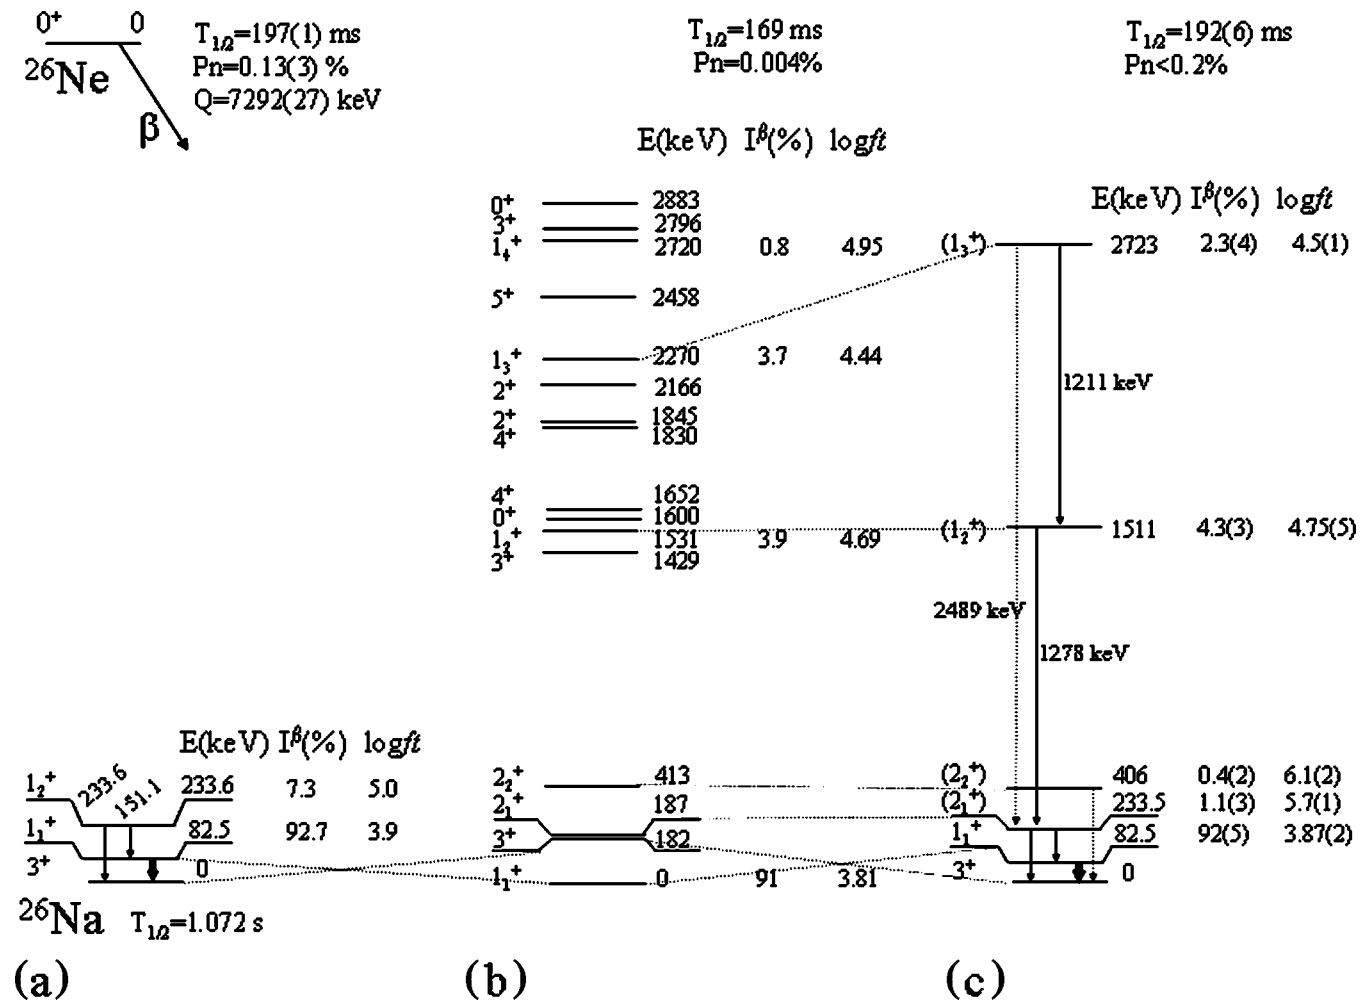 0⁺ 0
²⁶Ne
β
T₁/₂=197(1) ms
Pn=0.13(3) %
Q=7292(27) keV
E(keV) Iᵝ(%) logft
1₂⁺ 233.6 151.1 233.6 7.3 5.0
1₁⁺ 82.5 92.7 3.9
3⁺ 0
²⁶Na T₁/₂=1.072 s
(a)
T₁/₂=169 ms
Pn=0.004%
E(keV) Iᵝ(%) logft
0⁺ 2883
3⁺ 2796
1₄⁺ 2720 0.8 4.95
5⁺ 2458
1₃⁺ 2270 3.7 4.44
2⁺ 2166
2⁺ 1845
4⁺ 1830
4⁺ 1652
0⁺ 1600
1₂⁺ 1531 3.9 4.69
3⁺ 1429
2₂⁺ 413
2₁⁺ 187
3⁺ 182
1₁⁺ 0 91 3.81
(b)
T₁/₂=192(6) ms
Pn<0.2%
E(keV) Iᵝ(%) logft
(1₃⁺) 2723 2.3(4) 4.5(1)
1211 keV
(1₂⁺) 1511 4.3(3) 4.75(5)
2489 keV
1278 keV
(2₂⁺) 406 0.4(2) 6.1(2)
(2₁⁺) 233.5 1.1(3) 5.7(1)
1₁⁺ 82.5 92(5) 3.87(2)
3⁺ 0
(c)